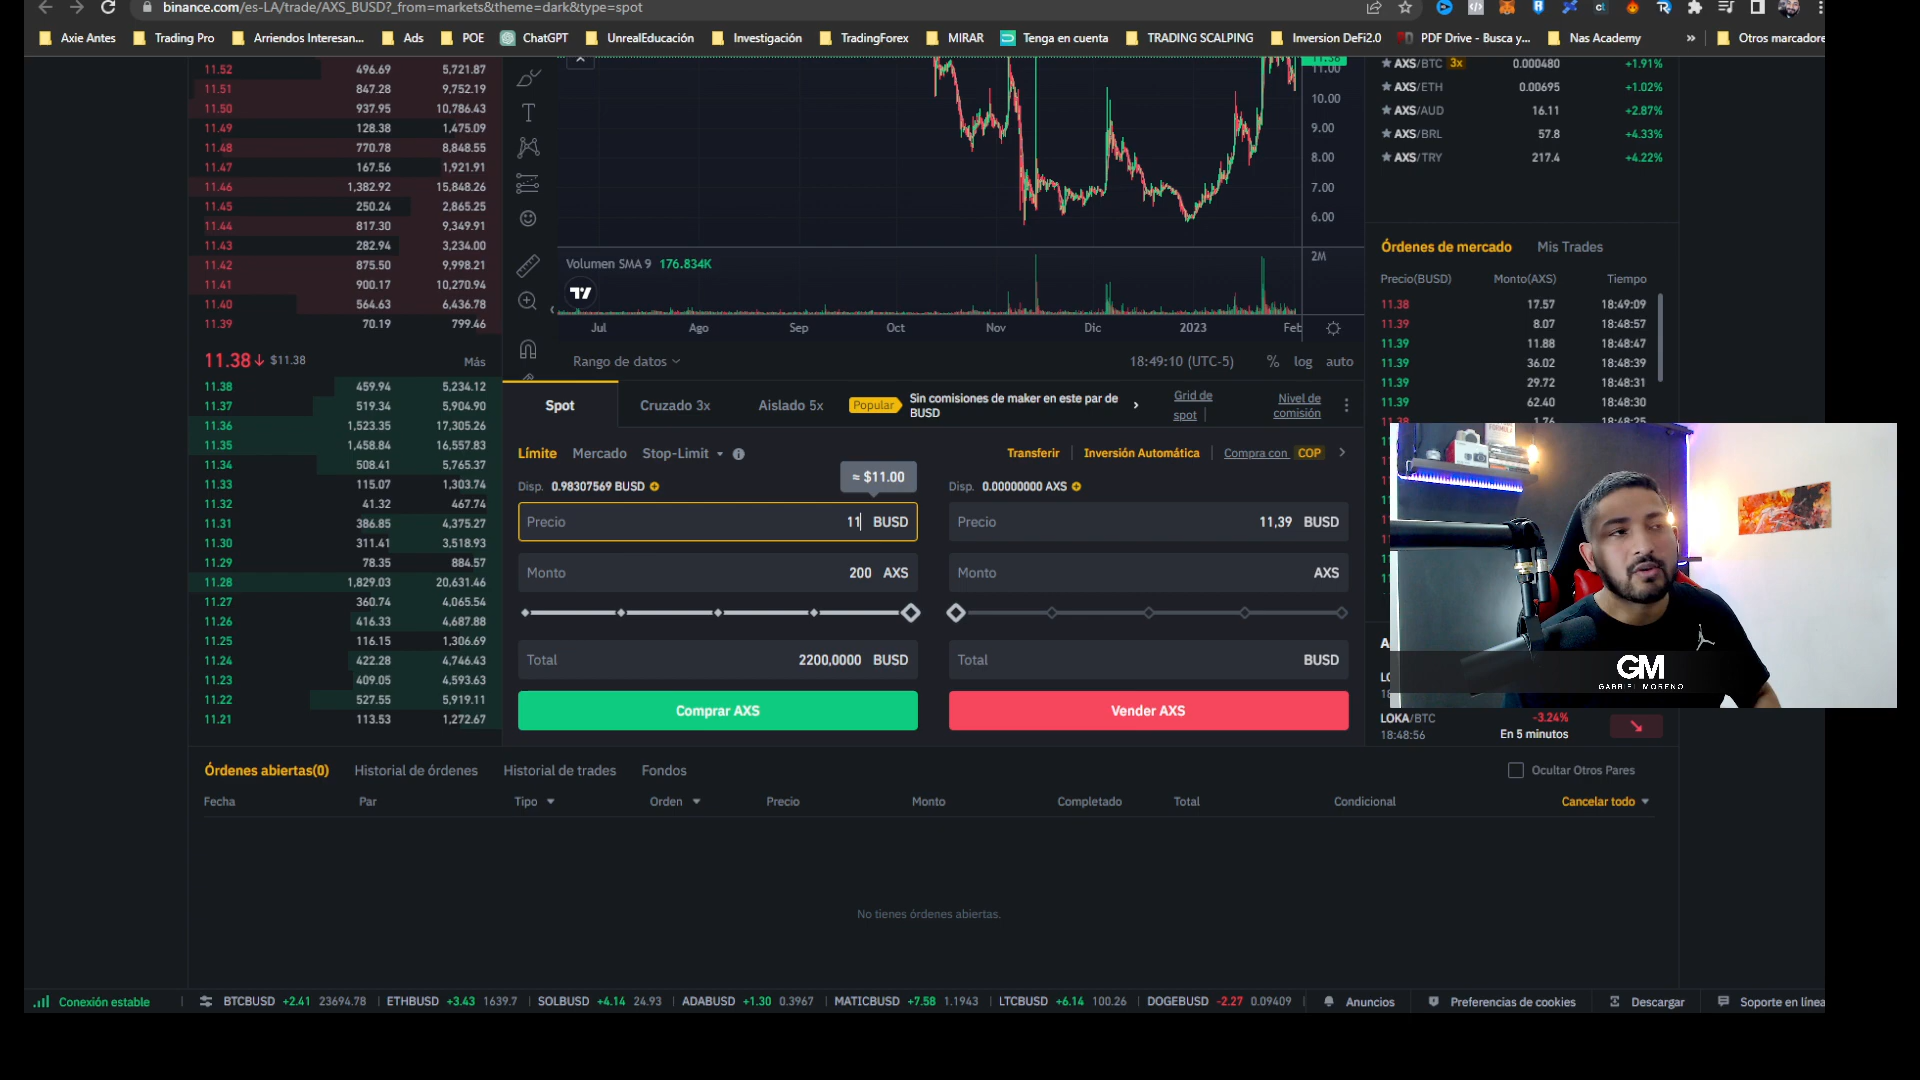 binance.com/es-LA/trade/AXS_BUSD?_from=markets&theme=dark&type=spot
Axie Antes Trading Pro Arriendos Interesan... Ads POE ChatGPT UnrealEducación Investigación TradingForex MIRAR Tenga en cuenta TRADING SCALPING Inversion DeFi2.0 PDF Drive - Busca y... Nas Academy » Otros marcadore
11.52 496.69 5,721.87
11.51 847.28 9,752.19
11.50 937.95 10,786.43
11.49 128.38 1,475.09
11.48 770.78 8,848.55
11.47 167.56 1,921.91
11.46 1,382.92 15,848.26
11.45 250.24 2,865.25
11.44 817.30 9,349.91
11.43 282.94 3,234.00
11.42 875.50 9,998.21
11.41 900.17 10,270.94
11.40 564.63 6,436.78
11.39 70.19 799.46
11.38↓ $11.38 Más
11.38 459.94 5,234.12
11.37 519.34 5,904.90
11.36 1,523.35 17,305.26
11.35 1,458.84 16,557.83
11.34 508.41 5,765.37
11.33 115.07 1,303.74
11.32 41.32 467.74
11.31 386.85 4,375.27
11.30 311.41 3,518.93
11.29 78.35 884.57
11.28 1,829.03 20,631.46
11.27 360.74 4,065.54
11.26 416.33 4,687.88
11.25 116.15 1,306.69
11.24 422.28 4,746.43
11.23 409.05 4,593.63
11.22 527.55 5,919.11
11.21 113.53 1,272.67
11.38
11.00
10.00
9.00
8.00
7.00
6.00
2M
Volumen SMA 9 176.834K
Jul Ago Sep Oct Nov Dic 2023 Feb
Rango de datos 18:49:10 (UTC-5) % log auto
Spot Cruzado 3x Aislado 5x Popular Sin comisiones de maker en este par de
BUSD
Grid de
spot
Nivel de
comisión
Límite Mercado Stop-Limit Transferir Inversión Automática Compra con COP
≈ $11.00
Disp. 0.98307569 BUSD
Precio 11 BUSD
Monto 200 AXS
Total 2200,0000 BUSD
Comprar AXS
Disp. 0.00000000 AXS
Precio 11,39 BUSD
Monto AXS
Total BUSD
Vender AXS
AXS/BTC 3x 0.000480 +1.91%
AXS/ETH 0.00695 +1.02%
AXS/AUD 16.11 +2.87%
AXS/BRL 57.8 +4.33%
AXS/TRY 217.4 +4.22%
Órdenes de mercado Mis Trades
Precio(BUSD) Monto(AXS) Tiempo
11.38 17.57 18:49:09
11.39 8.07 18:48:57
11.39 11.88 18:48:47
11.39 36.02 18:48:39
11.39 29.72 18:48:31
11.39 62.40 18:48:30
11.38 1.76 18:48:25
GM
GABRIEL MORENO
LOKA/BTC -3.24%
18:48:56 En 5 minutos
Órdenes abiertas(0) Historial de órdenes Historial de trades Fondos Ocultar Otros Pares
Fecha Par Tipo Orden Precio Monto Completado Total Condicional Cancelar todo
No tienes órdenes abiertas.
Conexión estable BTCBUSD +2.41 23694.78 ETHBUSD +3.43 1639.7 SOLBUSD +4.14 24.93 ADABUSD +1.30 0.3967 MATICBUSD +7.58 1.1943 LTCBUSD +6.14 100.26 DOGEBUSD -2.27 0.09409 Anuncios Preferencias de cookies Descargar Soporte en línea